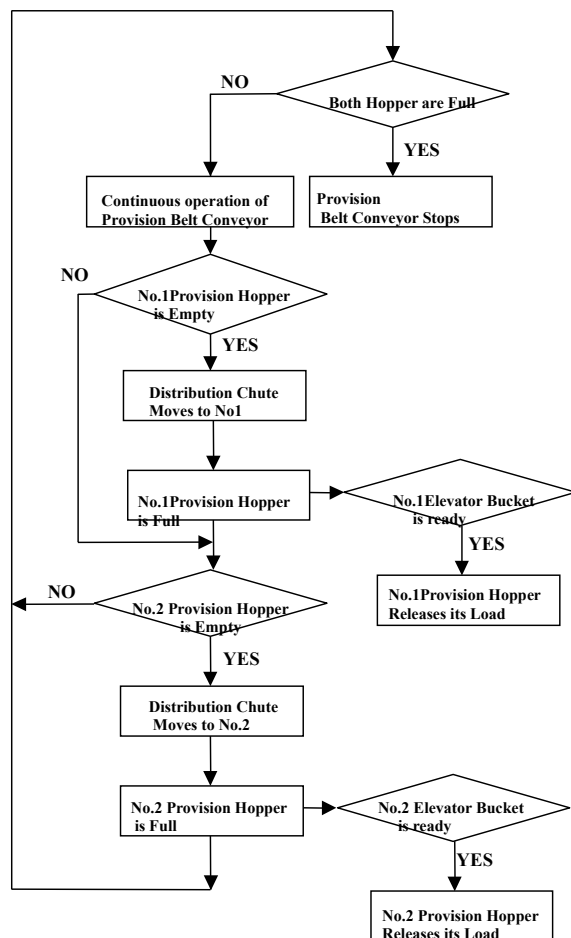 NO
Both Hopper are Full
YES
Continuous operation of
Provision Belt Conveyor
Provision
Belt Conveyor Stops
NO
No.1Provision Hopper
is Empty
YES
Distribution Chute
Moves to No1
No.1Provision Hopper
is Full
No.1Elevator Bucket
is ready
YES
No.1Provision Hopper
Releases its Load
NO
No.2 Provision Hopper
is Empty
YES
Distribution Chute
Moves to No.2
No.2 Provision Hopper
is Full
No.2 Elevator Bucket
is ready
YES
No.2 Provision Hopper
Releases its Load